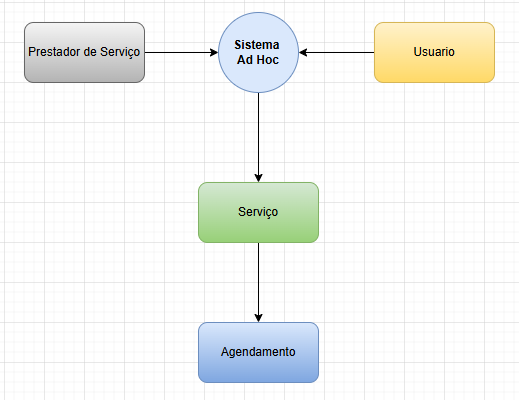 Prestador de Serviço
Sistema
Ad Hoc
Usuario
Serviço
Agendamento